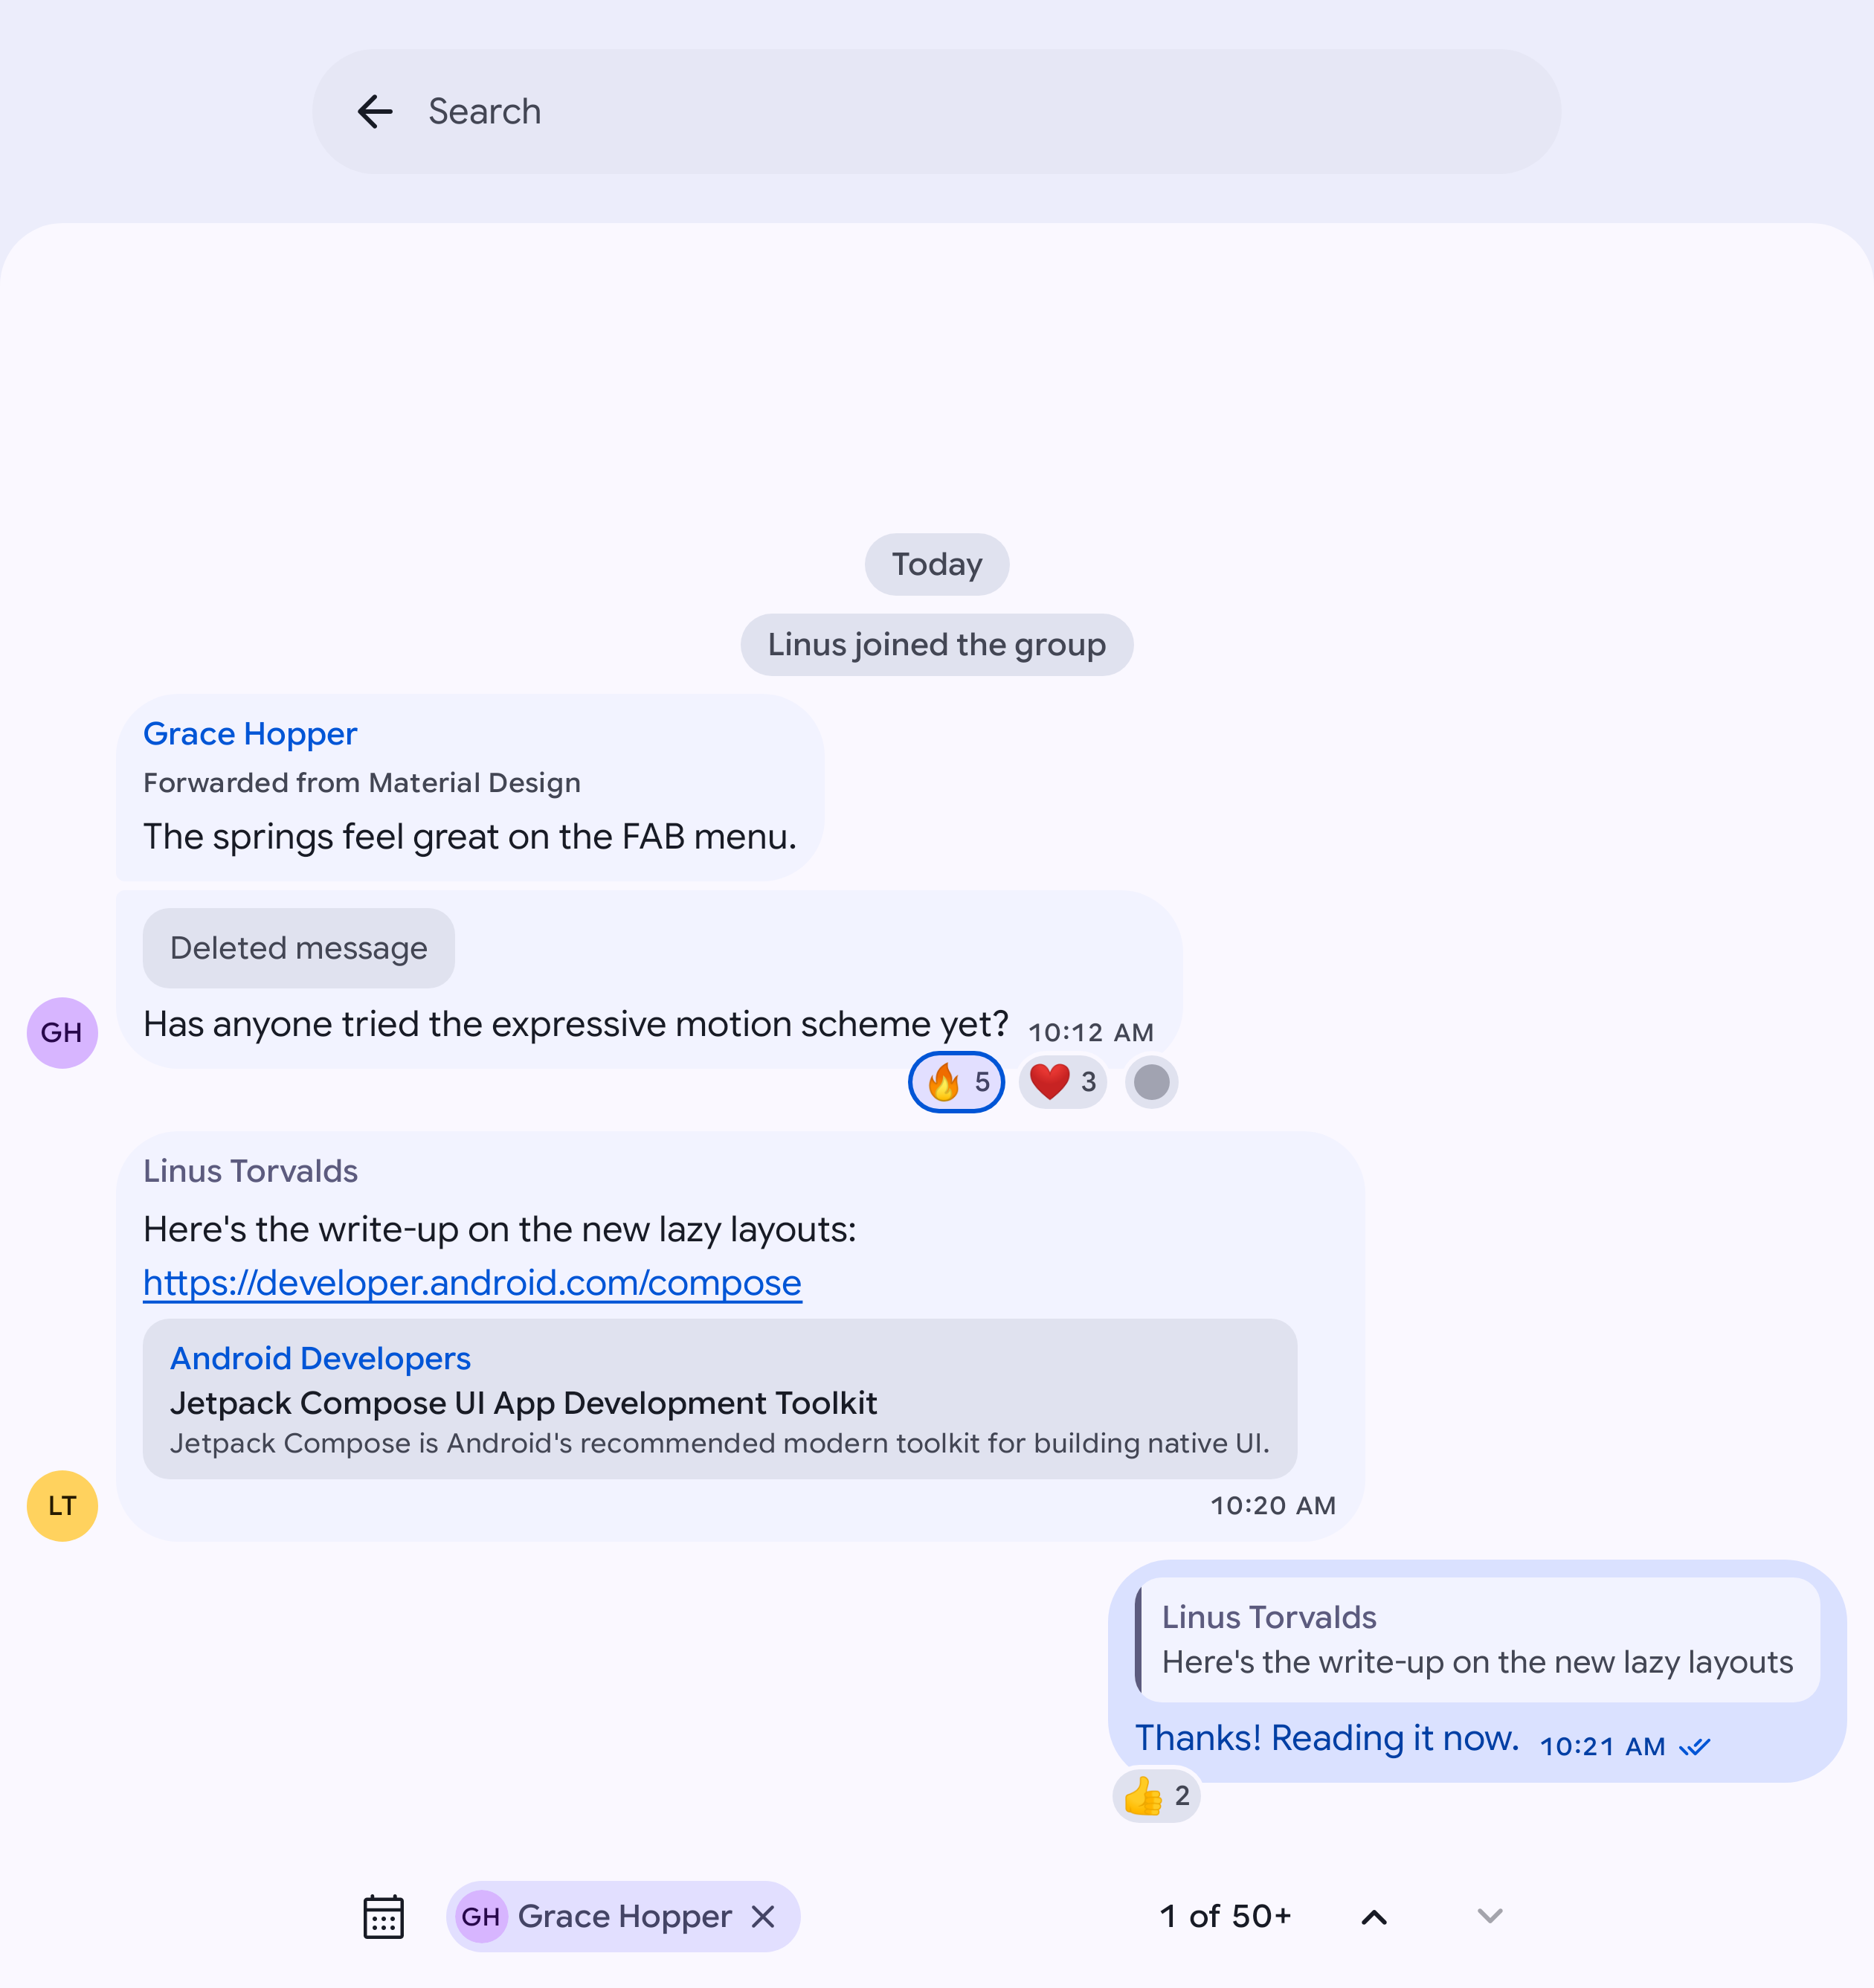 Search
Today
Linus joined the group
Grace Hopper
Forwarded from Material Design
The springs feel great on the FAB menu.
Deleted message
Has anyone tried the expressive motion scheme yet? 10:12 AM
GH
🔥 5 ❤️ 3
Linus Torvalds
Here's the write-up on the new lazy layouts:
https://developer.android.com/compose
Android Developers
Jetpack Compose UI App Development Toolkit
Jetpack Compose is Android's recommended modern toolkit for building native UI.
LT
10:20 AM
Linus Torvalds
Here's the write-up on the new lazy layouts
Thanks! Reading it now. 10:21 AM
👍 2
GH Grace Hopper
1 of 50+